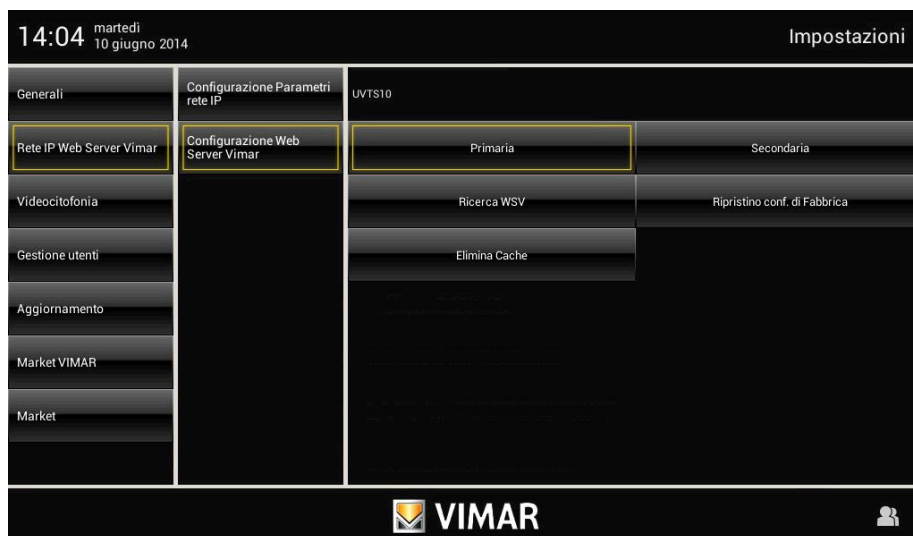 14:04 martedì
10 giugno 2014
Impostazioni
Generali
Configurazione Parametri
rete IP
UVTS10
Rete IP Web Server Vimar
Configurazione Web
Server Vimar
Primaria
Secondaria
Videocitofonia
Ricerca WSV
Ripristino conf. di Fabbrica
Gestione utenti
Elimina Cache
Aggiornamento
Market VIMAR
Market
VIMAR